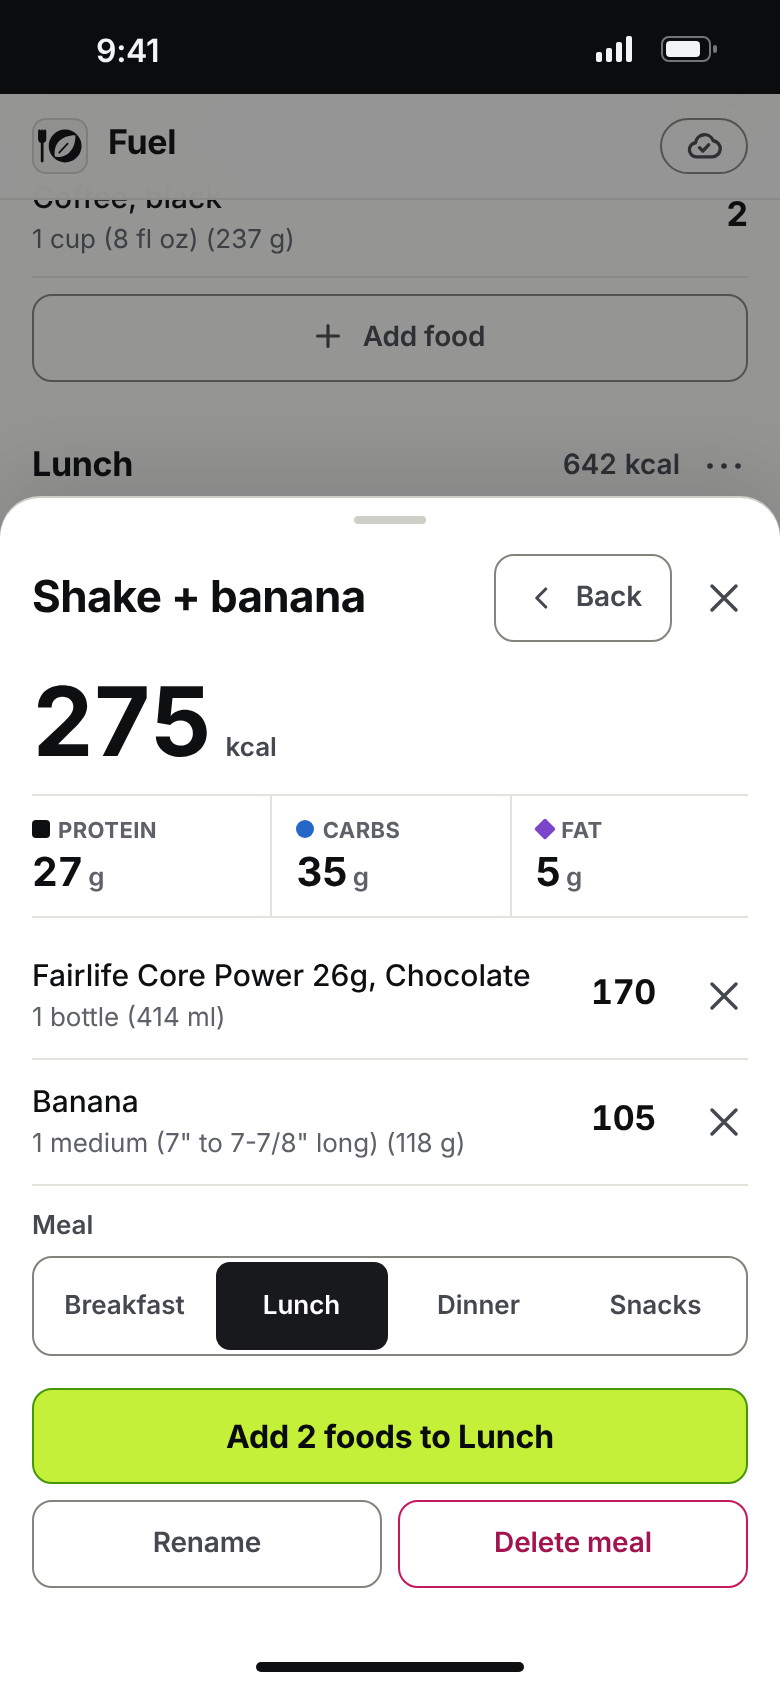 9:41
Fuel
Coffee, black
2
1 cup (8 fl oz) (237 g)
Add food
Lunch
642 kcal
Shake + banana
Back
275 kcal
PROTEIN
27 g
CARBS
35 g
FAT
5 g
Fairlife Core Power 26g, Chocolate
1 bottle (414 ml)
170
Banana
1 medium (7" to 7-7/8" long) (118 g)
105
Meal
Breakfast
Lunch
Dinner
Snacks
Add 2 foods to Lunch
Rename
Delete meal